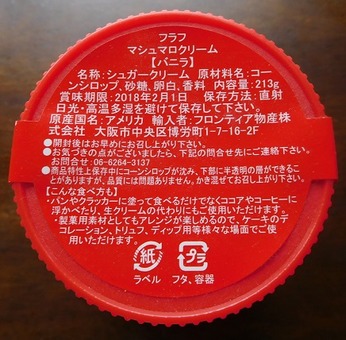 フラフ
マシュマロクリーム
【バニラ】
名称：シュガークリーム 原材料名：コー
ンシロップ、砂糖、卵白、香料 内容量：213g
賞味期限：2018年2月1日 保存方法：直射
日光・高温多湿を避けて保存して下さい。
原産国名：アメリカ 輸入者：フロンティア物産株
式会社 大阪市中央区博労町1-7-16-2F
●開封後はお早めにお召し上がり下さい。
●お気づきの点がございましたら、下記の問合せ先にご連絡下さい。
お問合せ：06-6264-3137
●商品特性上保存中にコーンシロップが沈み、下部に半透明の層ができるこ
とがありますが、品質には問題ありません。かき混ぜてお召し上がり下さい。
【こんな食べ方も】
・パンやクラッカーに塗って食べるだけでなくココアやコーヒーに
浮かべたり、生クリームの代わりにもご使用いただけます。
・製菓用素材としてもアレンジが楽しめるので、ケーキのデ
コレーション、トリュフ、ディップ用等様々な場面でご使
用いただけます。
紙 プラ
ラベル フタ、容器